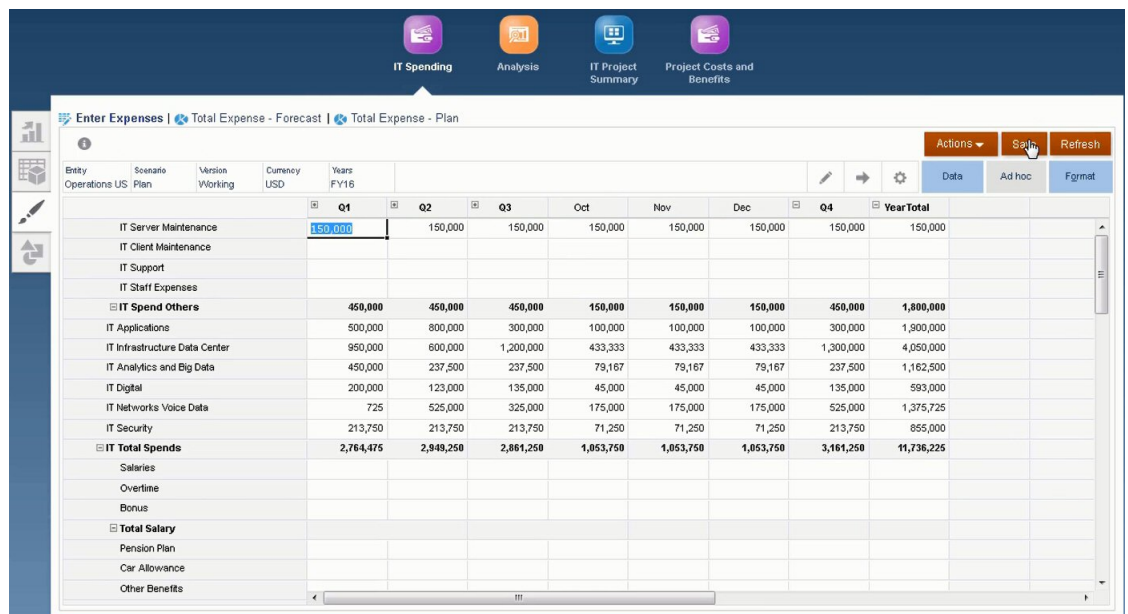 IT Spending
Analysis
IT Project
Summary
Project Costs and
Benefits
Enter Expenses | Total Expense - Forecast | Total Expense - Plan
Actions Save Refresh
Entity Scenario Version Currency Years
Operations US Plan Working USD FY16
Data Ad hoc Format
Q1 Q2 Q3 Oct Nov Dec Q4 YearTotal
IT Server Maintenance 150,000 150,000 150,000 150,000 150,000 150,000 150,000 150,000
IT Client Maintenance
IT Support
IT Staff Expenses
IT Spend Others 450,000 450,000 450,000 150,000 150,000 150,000 450,000 1,800,000
IT Applications 500,000 800,000 300,000 100,000 100,000 100,000 300,000 1,900,000
IT Infrastructure Data Center 950,000 600,000 1,200,000 433,333 433,333 433,333 1,300,000 4,050,000
IT Analytics and Big Data 450,000 237,500 237,500 79,167 79,167 79,167 237,500 1,162,500
IT Digital 200,000 123,000 135,000 45,000 45,000 45,000 135,000 593,000
IT Networks Voice Data 725 525,000 325,000 175,000 175,000 175,000 525,000 1,375,725
IT Security 213,750 213,750 213,750 71,250 71,250 71,250 213,750 855,000
IT Total Spends 2,764,475 2,949,250 2,861,250 1,053,750 1,053,750 1,053,750 3,161,250 11,736,225
Salaries
Overtime
Bonus
Total Salary
Pension Plan
Car Allowance
Other Benefits